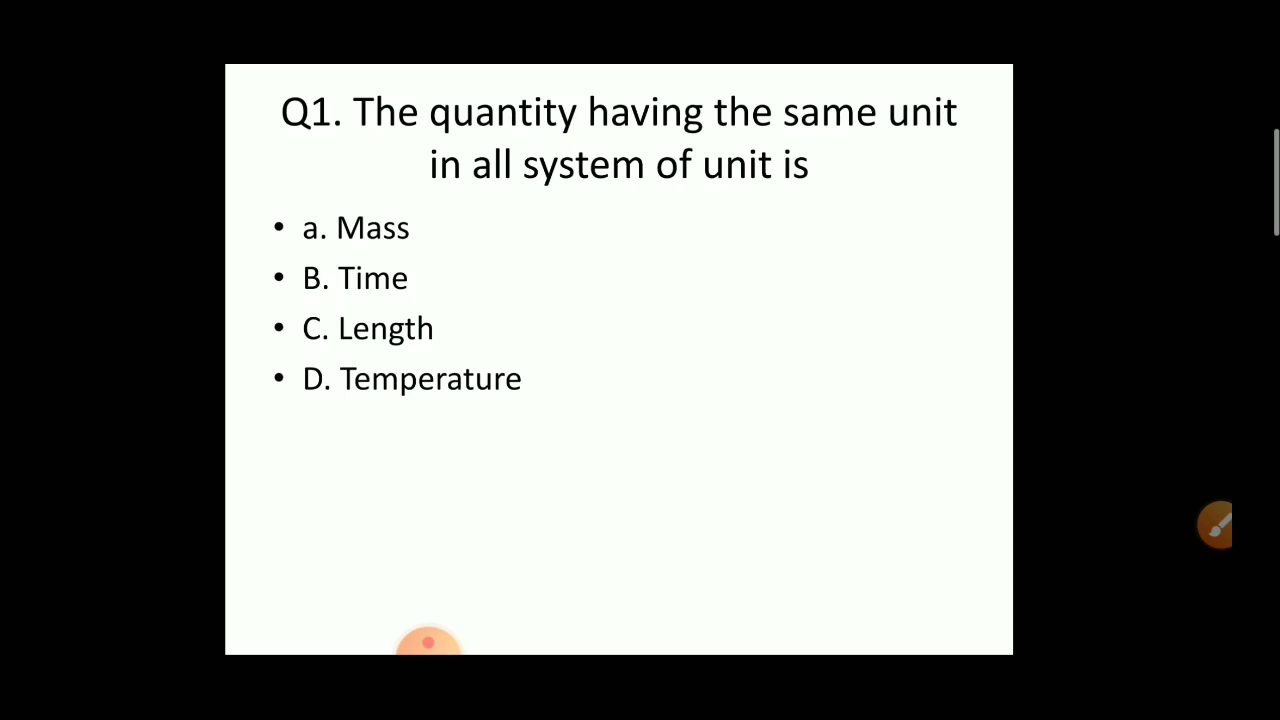 Q1. The quantity having the same unit
in all system of unit is
• a. Mass
• B. Time
• C. Length
• D. Temperature